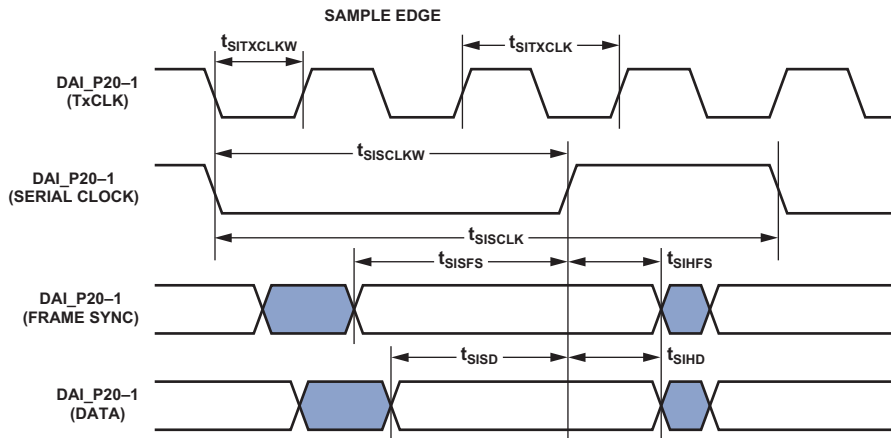 SAMPLE EDGE
tSITXCLKW
tSITXCLK
DAI_P20–1
(TxCLK)
tSISCLKW
DAI_P20–1
(SERIAL CLOCK)
tSISCLK
tSISFS
tSIHFS
DAI_P20–1
(FRAME SYNC)
tSISD
tSIHD
DAI_P20–1
(DATA)